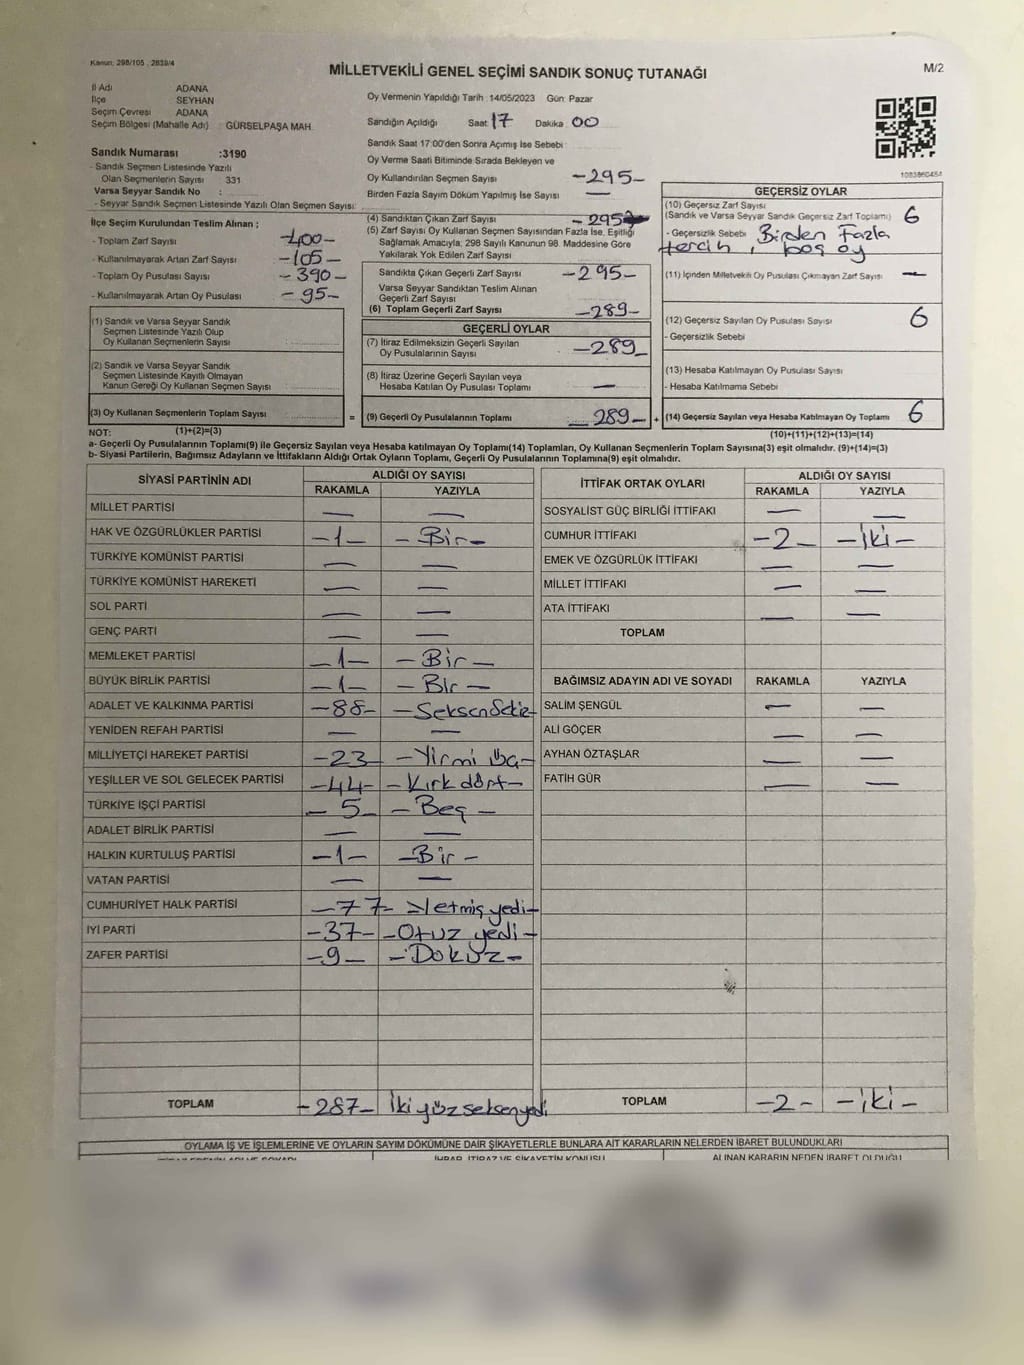 Kanun: 298/105 , 2839/4
MİLLETVEKİLİ GENEL SEÇİMİ SANDIK SONUÇ TUTANAĞI
M/2
İl Adı ADANA
İlçe SEYHAN
Seçim Çevresi ADANA
Seçim Bölgesi (Mahalle Adı) GÜRSELPAŞA MAH.
Sandık Numarası :3190
- Sandık Seçmen Listesinde Yazılı
Olan Seçmenlerin Sayısı : 331
Varsa Seyyar Sandık No :
- Seyyar Sandık Seçmen Listesinde Yazılı Olan Seçmen Sayısı:
İlçe Seçim Kurulundan Teslim Alınan ;
- Toplam Zarf Sayısı -400-
- Kullanılmayarak Artan Zarf Sayısı -105-
- Toplam Oy Pusulası Sayısı -390-
- Kullanılmayarak Artan Oy Pusulası -95-
(1) Sandık ve Varsa Seyyar Sandık
Seçmen Listesinde Yazılı Olup
Oy Kullanan Seçmenlerin Sayısı
(2) Sandık ve Varsa Seyyar Sandık
Seçmen Listesinde Kayıtlı Olmayan
Kanun Gereği Oy Kullanan Seçmen Sayısı
(3) Oy Kullanan Seçmenlerin Toplam Sayısı
Oy Vermenin Yapıldığı Tarih :14/05/2023 Gün: Pazar
Sandığın Açıldığı Saat: 17 Dakika: 00
Sandık Saat 17:00'den Sonra Açımış İse Sebebi
Oy Verme Saati Bitiminde Sırada Bekleyen ve
Oy Kullandırılan Seçmen Sayısı -295-
Birden Fazla Sayım Döküm Yapılmış İse Sayısı —
(4) Sandıktan Çıkan Zarf Sayısı -295
(5) Zarf Sayısı Oy Kullanan Seçmen Sayısından Fazla İse, Eşitliği
Sağlamak Amacıyla, 298 Sayılı Kanunun 98. Maddesine Göre
Yakılarak Yok Edilen Zarf Sayısı
Sandıkta Çıkan Geçerli Zarf Sayısı -295-
Varsa Seyyar Sandıktan Teslim Alınan
Geçerli Zarf Sayısı
(6) Toplam Geçerli Zarf Sayısı -289-
GEÇERLİ OYLAR
(7) İtiraz Edilmeksizin Geçerli Sayılan
Oy Pusulalarının Sayısı -289-
(8) İtiraz Üzerine Geçerli Sayılan veya
Hesaba Katılan Oy Pusulası Toplamı —
= (9) Geçerli Oy Pusulalarının Toplamı 289-
1083960454
GEÇERSİZ OYLAR
(10) Geçersiz Zarf Sayısı
(Sandık ve Varsa Seyyar Sandık Geçersiz Zarf Toplamı) 6
- Geçersizlik Sebebi Birden Fazla
tercih, boş oy
(11) İçinden Milletvekili Oy Pusulası Çıkmayan Zarf Sayısı —
(12) Geçersiz Sayılan Oy Pusulası Sayısı 6
- Geçersizlik Sebebi
(13) Hesaba Katılmayan Oy Pusulası Sayısı
- Hesaba Katılmama Sebebi
+ (14) Geçersiz Sayılan veya Hesaba Katılmayan Oy Toplamı 6
NOT: (1)+(2)=(3)
(10)+(11)+(12)+(13)=(14)
a- Geçerli Oy Pusulalarının Toplamı(9) ile Geçersiz Sayılan veya Hesaba katılmayan Oy Toplam(14) Toplamları, Oy Kullanan Seçmenlerin Toplam Sayısına(3) eşit olmalıdır. (9)+(14)=(3)
b- Siyasi Partilerin, Bağımsız Adayların ve İttifakların Aldığı Ortak Oyların Toplamı, Geçerli Oy Pusulalarının Toplamına(9) eşit olmalıdır.
SİYASİ PARTİNİN ADI ALDIĞI OY SAYISI
RAKAMLA YAZIYLA
MİLLET PARTİSİ — —
HAK VE ÖZGÜRLÜKLER PARTİSİ -1- -Bir-
TÜRKİYE KOMÜNİST PARTİSİ — —
TÜRKİYE KOMÜNİST HAREKETİ — —
SOL PARTİ — —
GENÇ PARTİ — —
MEMLEKET PARTİSİ -1- -Bir-
BÜYÜK BİRLİK PARTİSİ -1- -Bir-
ADALET VE KALKINMA PARTİSİ -88- -Seksen Sekiz-
YENİDEN REFAH PARTİSİ — —
MİLLİYETÇİ HAREKET PARTİSİ -23- -Yirmi üç-
YEŞİLLER VE SOL GELECEK PARTİSİ -44- -Kırk dört-
TÜRKİYE İŞÇİ PARTİSİ -5- -Beş-
ADALET BİRLİK PARTİSİ — —
HALKIN KURTULUŞ PARTİSİ -1- -Bir-
VATAN PARTİSİ — —
CUMHURİYET HALK PARTİSİ -77- -Yetmiş yedi-
İYİ PARTİ -37- -Otuz yedi-
ZAFER PARTİSİ -9- -Dokuz-
TOPLAM -287- İki yüz seksen yedi
İTTİFAK ORTAK OYLARI ALDIĞI OY SAYISI
RAKAMLA YAZIYLA
SOSYALİST GÜÇ BİRLİĞİ İTTİFAKI — —
CUMHUR İTTİFAKI -2- -İki-
EMEK VE ÖZGÜRLÜK İTTİFAKI — —
MİLLET İTTİFAKI — —
ATA İTTİFAKI — —
TOPLAM
BAĞIMSIZ ADAYIN ADI VE SOYADI RAKAMLA YAZIYLA
SALİM ŞENGÜL — —
ALİ GÖÇER — —
AYHAN ÖZTAŞLAR — —
FATİH GÜR — —
TOPLAM -2- -iki-
OYLAMA İŞ VE İŞLEMLERİNE VE OYLARIN SAYIM DÖKÜMÜNE DAİR ŞİKAYETLERLE BUNLARA AİT KARARLARIN NELERDEN İBARET BULUNDUKLARI
İHBAR, İTİRAZ VE ŞİKAYETİN KONUSU ALINAN KARARIN NEDEN İBARET OLDUĞU